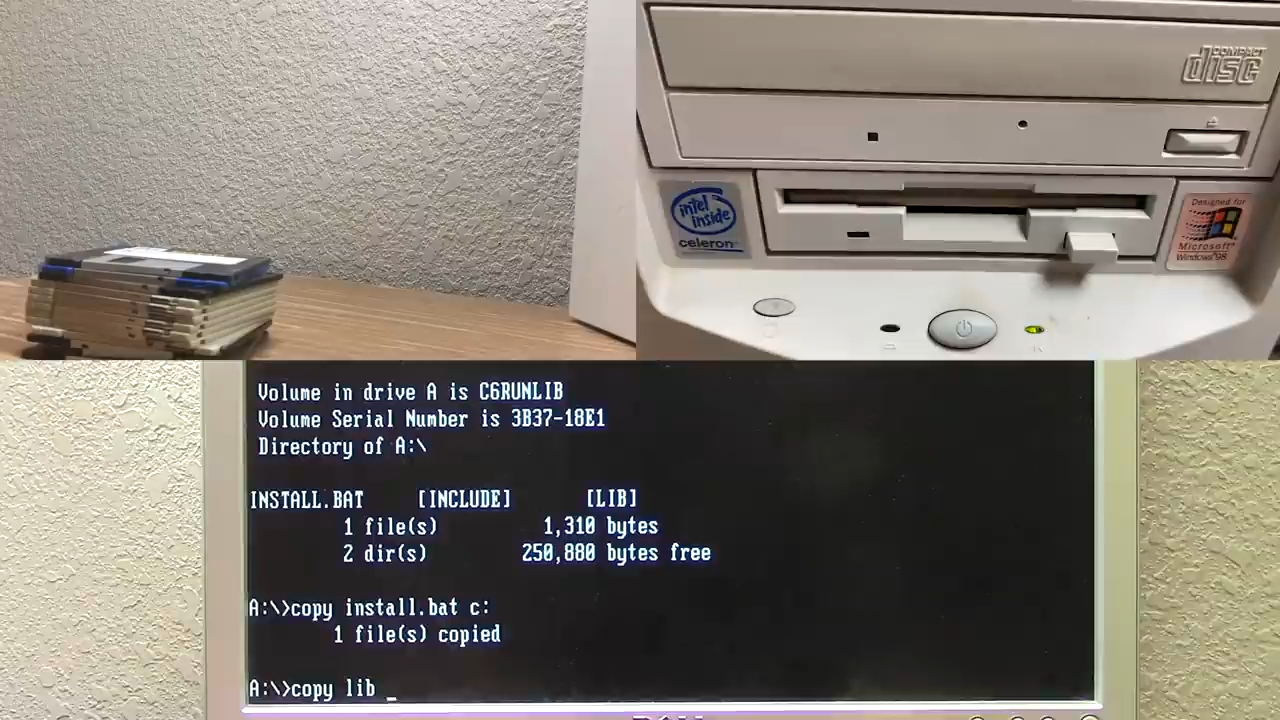 COMPACT
disc
intel
inside
celeron
Designed for
Microsoft
Windows 98
Volume in drive A is C6RUNLIB
Volume Serial Number is 3B37-18E1
Directory of A:\
INSTALL.BAT [INCLUDE] [LIB]
1 file(s) 1,310 bytes
2 dir(s) 250,880 bytes free
A:\>copy install.bat c:
1 file(s) copied
A:\>copy lib _